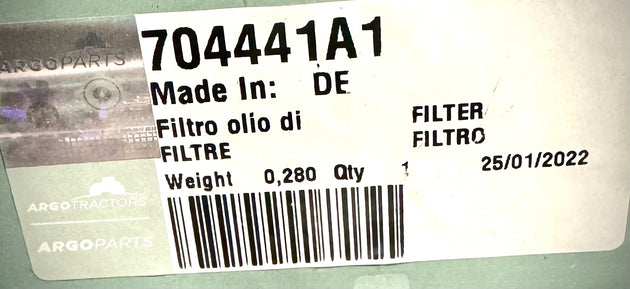 ARGOPARTS
704441A1
Made In: DE
Filtro olio di FILTER
FILTRE FILTRO
Weight 0,280 Qty 1 25/01/2022
ARGOTRACTORS
ARGOPARTS